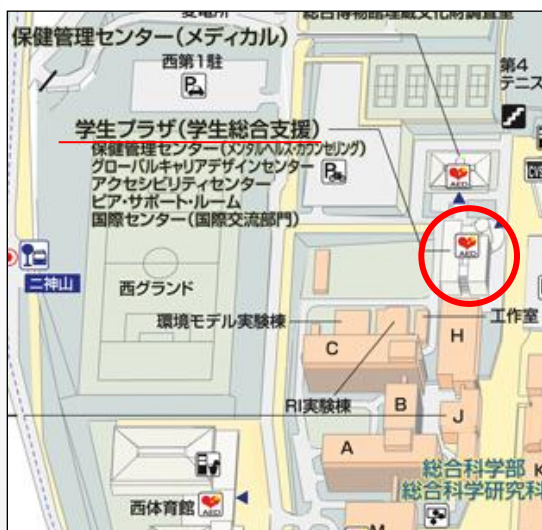 総合博物館埋蔵文化財調査室
保健管理センター(メディカル)
西第1駐
P
第4
テニス
学生プラザ(学生総合支援)
保健管理センター(メンタルヘルス・カウンセリング)
グローバルキャリアデザインセンター
アクセシビリティセンター
ピア・サポート・ルーム
国際センター(国際交流部門)
P
AED
AED
二神山
西グランド
環境モデル実験棟
工作室
C
H
RI実験棟
B
J
A
総合科学部
総合科学研究科
K
西体育館
AED
M